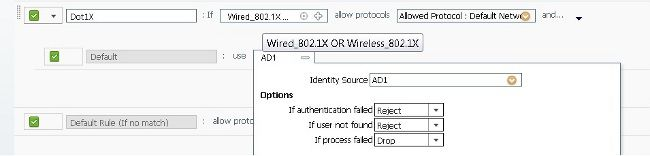 Dot1X : If Wired_802.1X ... allow protocols Allowed Protocol : Default Netw and...
Wired_802.1X OR Wireless_802.1X
Default : use AD1
Identity Source AD1
Options
If authentication failed Reject
If user not found Reject
Default Rule (If no match) : allow proto
If process failed Drop